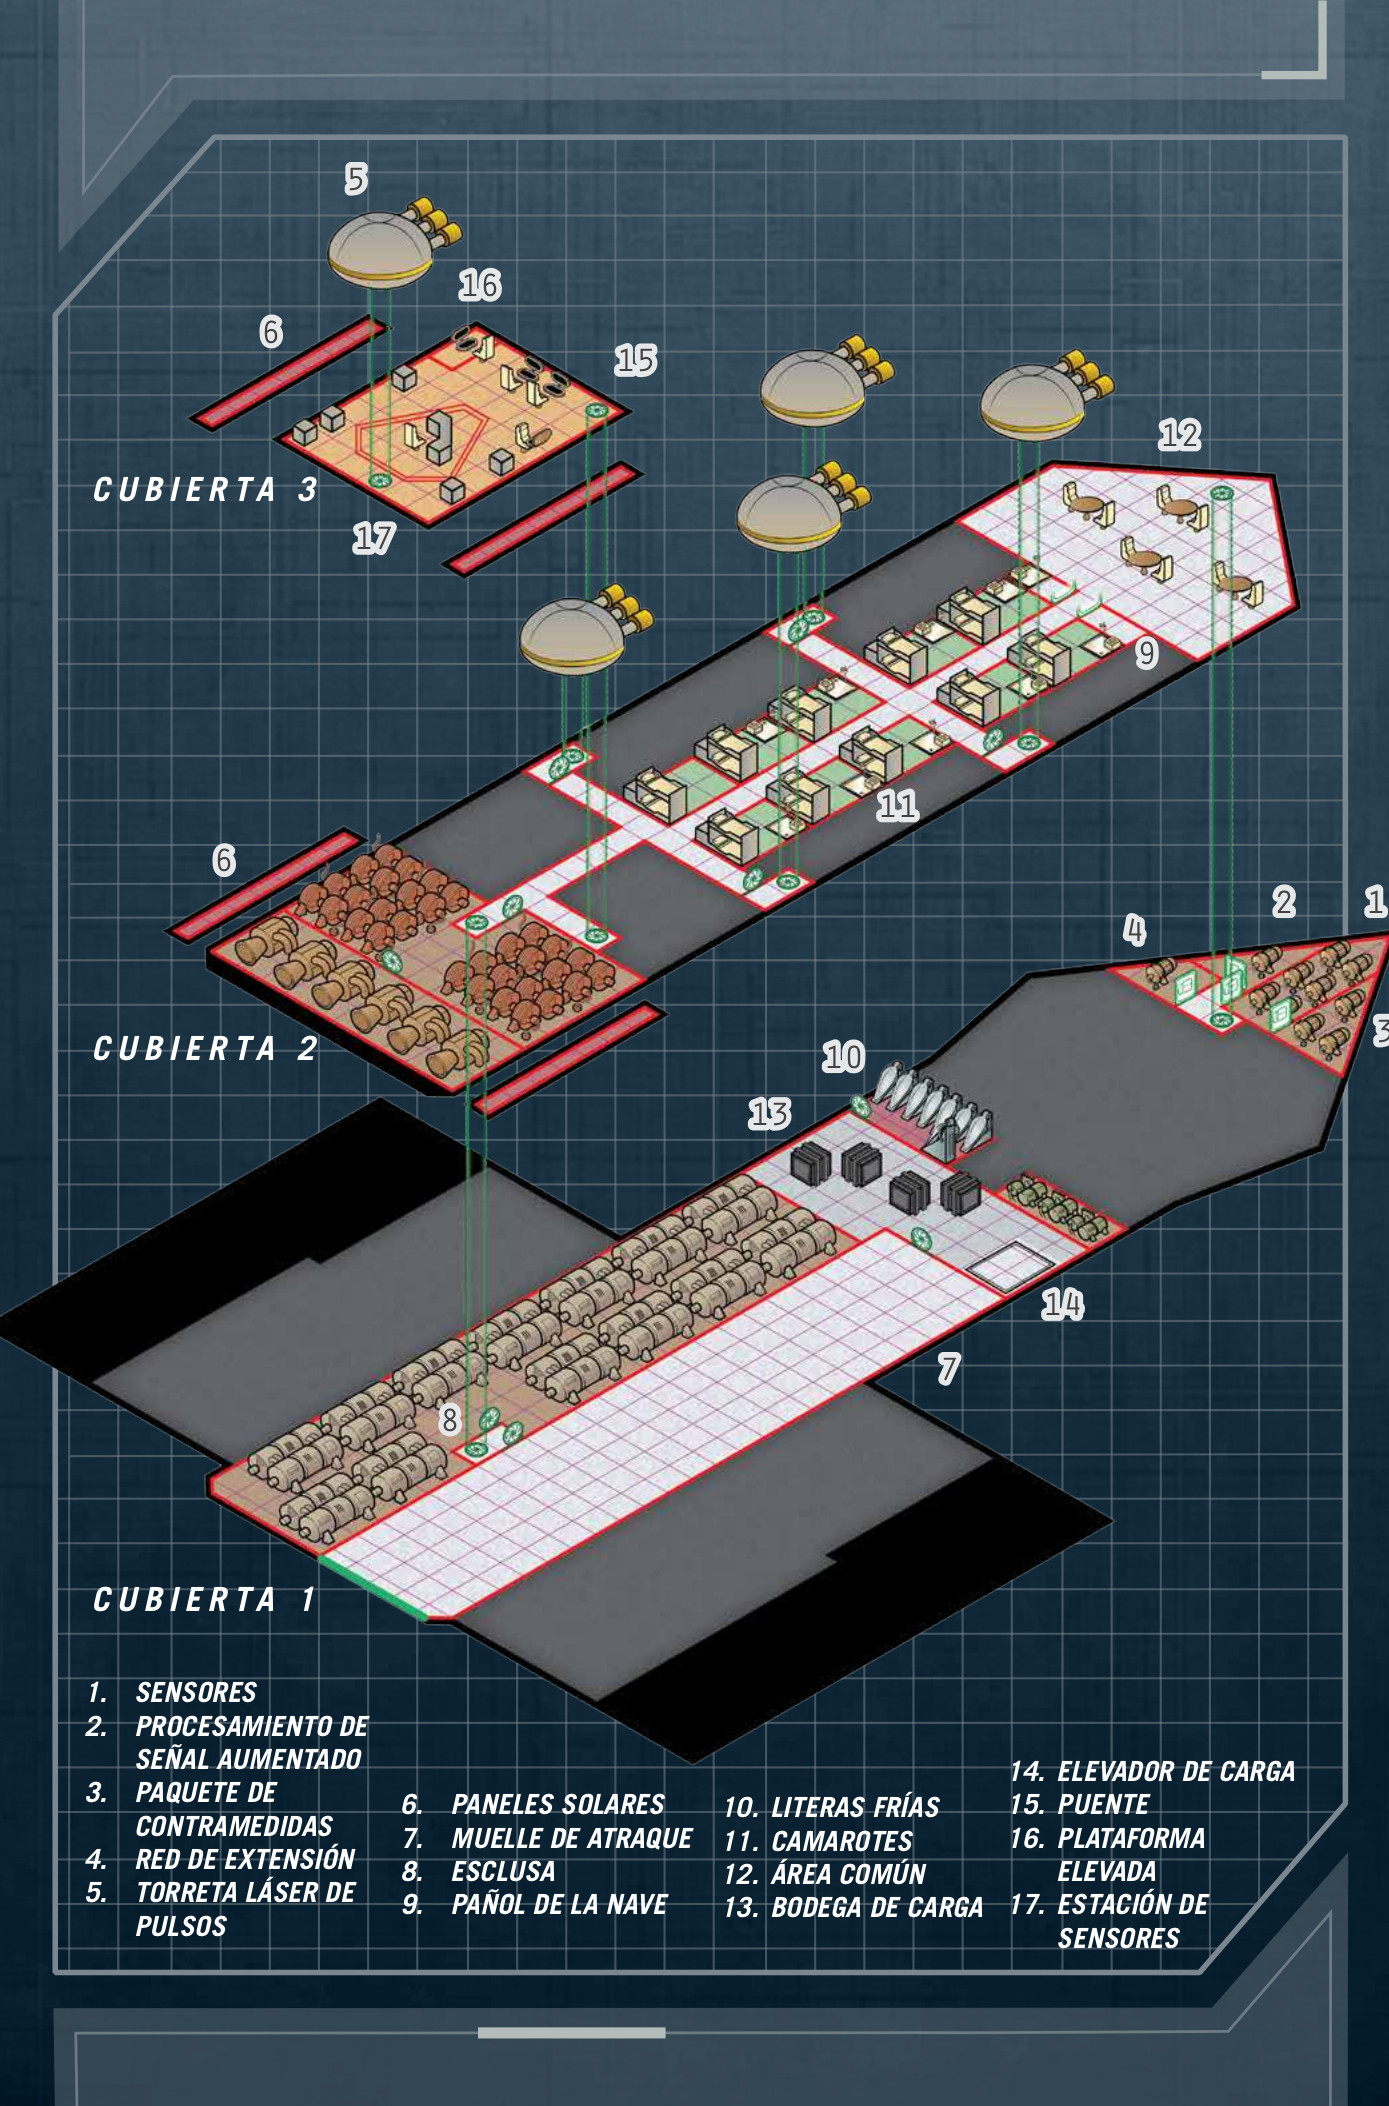 5
16
6
15
12
CUBIERTA 3
17
9
11
6
2
1
4
CUBIERTA 2
3
10
13
14
7
8
CUBIERTA 1
1. SENSORES
2. PROCESAMIENTO DE
SEÑAL AUMENTADO
3. PAQUETE DE
CONTRAMEDIDAS
4. RED DE EXTENSIÓN
5. TORRETA LÁSER DE
PULSOS
6. PANELES SOLARES
7. MUELLE DE ATRAQUE
8. ESCLUSA
9. PAÑOL DE LA NAVE
10. LITERAS FRÍAS
11. CAMAROTES
12. ÁREA COMÚN
13. BODEGA DE CARGA
14. ELEVADOR DE CARGA
15. PUENTE
16. PLATAFORMA
ELEVADA
17. ESTACIÓN DE
SENSORES